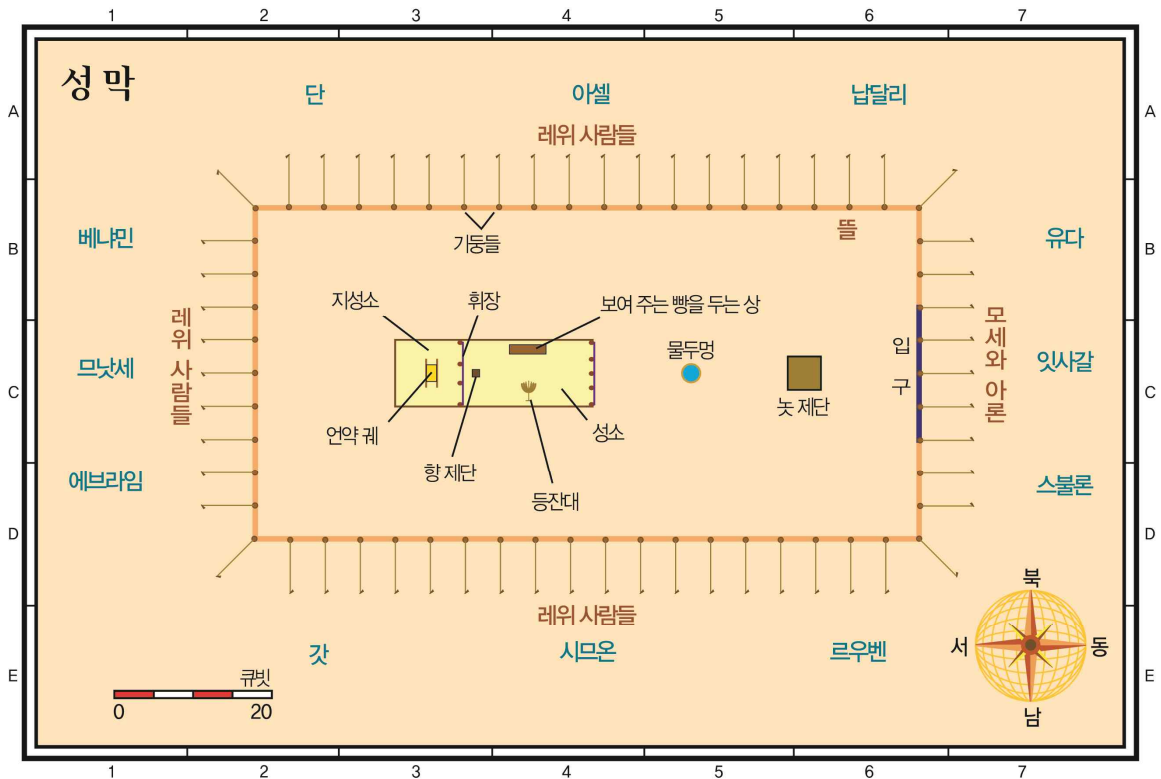 1 2 3 4 5 6 7
성막
단 아셀 납달리
A A
레위 사람들
베냐민
뜰
유다
B B
기둥들
지성소 휘장 보여 주는 빵을 두는 상
레위 사람들
물두멍
입구
모세와 아론
므낫세
잇사갈
C C
놋 제단
언약 궤
성소
향 제단
에브라임
등잔대
스불론
D D
북
레위 사람들
갓 시므온 르우벤
서 동
E E
큐빗
0 20
남
1 2 3 4 5 6 7